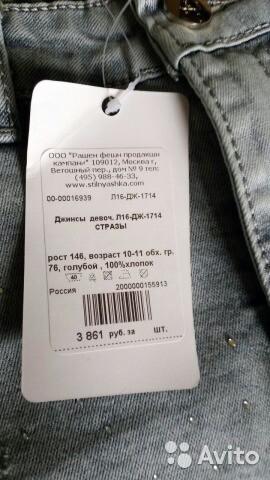 ООО "Рашен фешн продакшн
кампани" 109012, Москва г,
Ветошный пер., дом № 9 тел:
(495) 988-46-33,
www.stilnyashka.com
00-00016939 Л16-ДЖ-1714
Джинсы девоч. Л16-ДЖ-1714
СТРАЗЫ
рост 146, возраст 10-11 обх. гр.
76, голубой , 100%хлопок
40
Россия 2000000155913
3 861 руб. за шт.
Avito